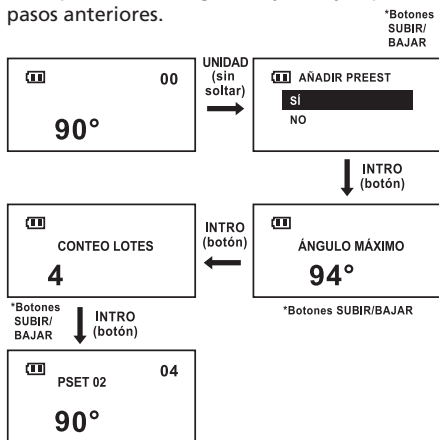 pasos anteriores.
*Botones
SUBIR/
BAJAR
00
90°
UNIDAD
(sin
soltar)
AÑADIR PREEST
SÍ
NO
INTRO
(botón)
ÁNGULO MÁXIMO
94°
*Botones SUBIR/BAJAR
INTRO
(botón)
CONTEO LOTES
4
*Botones
SUBIR/
BAJAR
INTRO
(botón)
04
PSET 02
90°